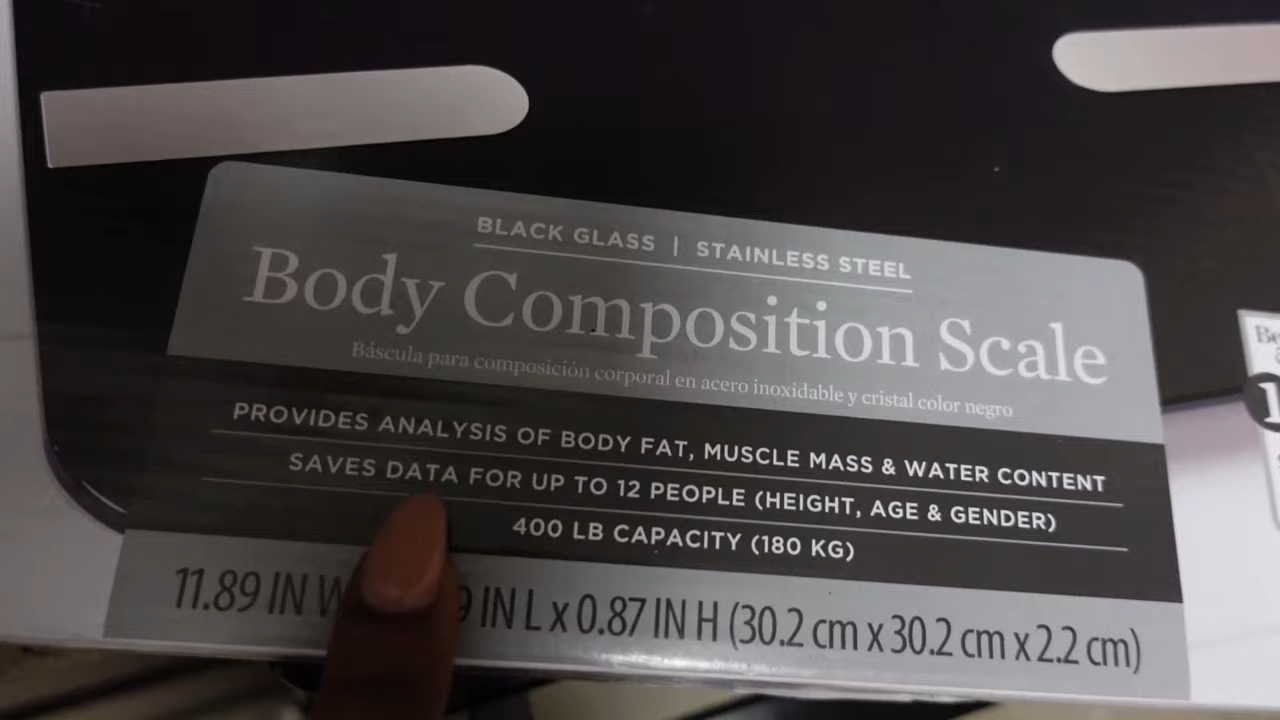 BLACK GLASS | STAINLESS STEEL
Body Composition Scale
Báscula para composición corporal en acero inoxidable y cristal color negro
PROVIDES ANALYSIS OF BODY FAT, MUSCLE MASS & WATER CONTENT
SAVES DATA FOR UP TO 12 PEOPLE (HEIGHT, AGE & GENDER)
400 LB CAPACITY (180 KG)
11.89 IN W 9 IN L x 0.87 IN H (30.2 cm x 30.2 cm x 2.2 cm)